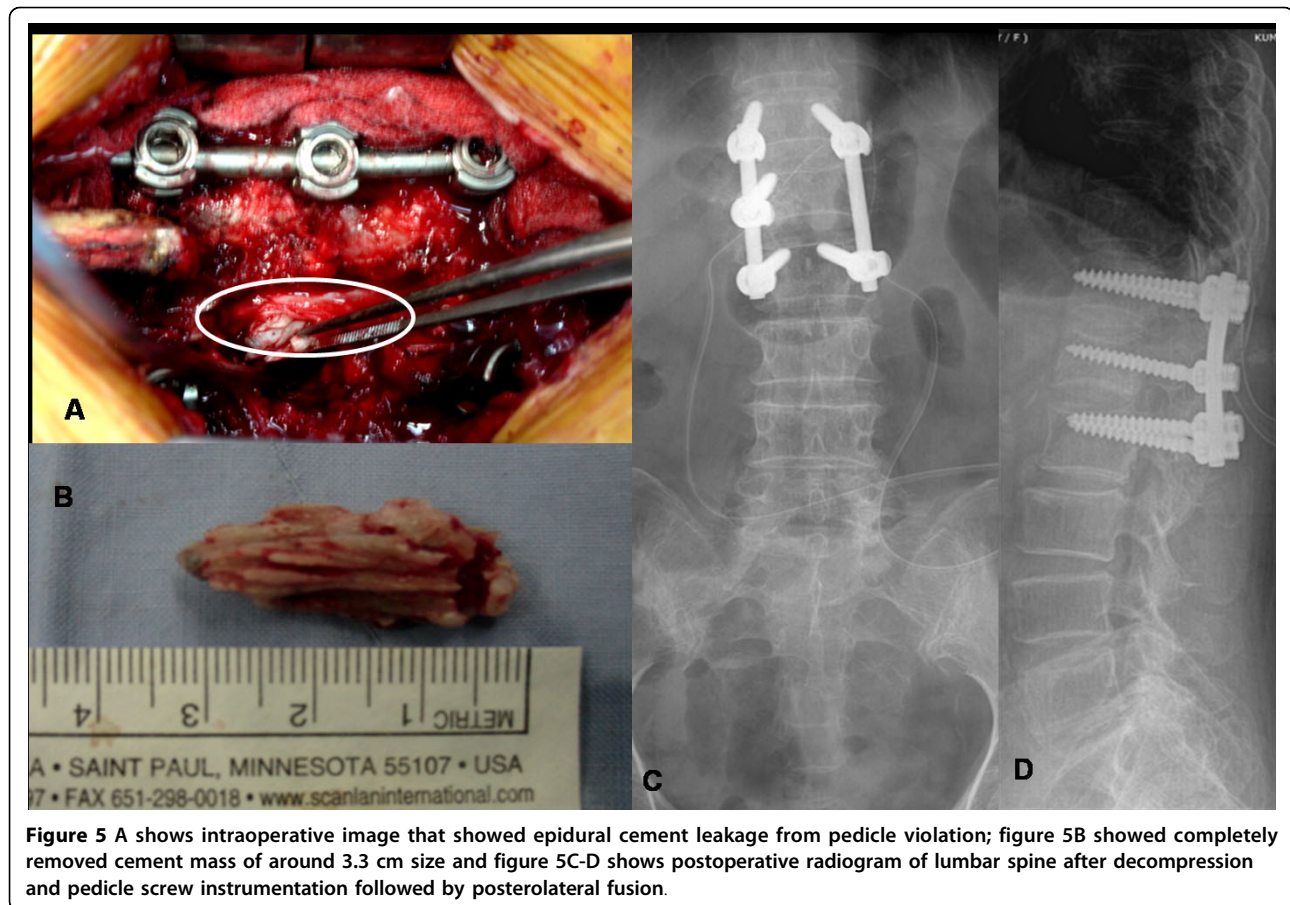 / F )
KUM
A
B
4 3 2 1 METRIC
A • SAINT PAUL, MINNESOTA 55107 • USA
97 • FAX 651-298-0018 • www.scanlaninternational.com
C
D
Figure 5 A shows intraoperative image that showed epidural cement leakage from pedicle violation; figure 5B showed completely
removed cement mass of around 3.3 cm size and figure 5C-D shows postoperative radiogram of lumbar spine after decompression
and pedicle screw instrumentation followed by posterolateral fusion.